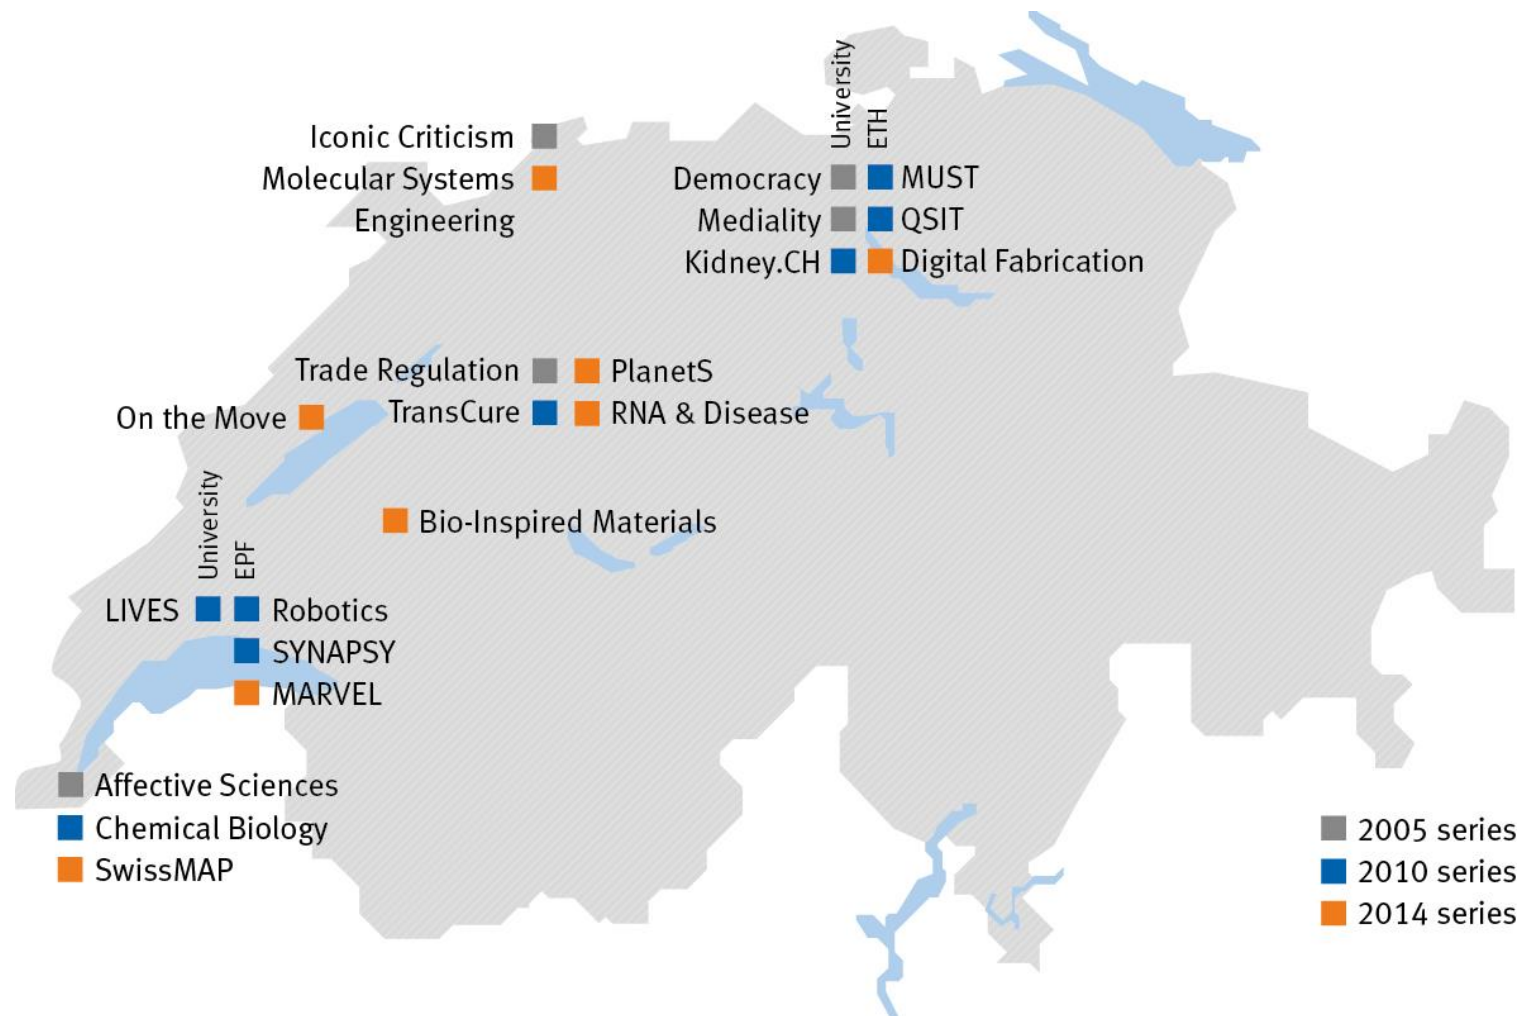 University
ETH
Iconic Criticism
Molecular Systems
Engineering
Democracy
MUST
Mediality
QSIT
Kidney.CH
Digital Fabrication
Trade Regulation
PlanetS
TransCure
RNA & Disease
On the Move
University
EPF
Bio-Inspired Materials
LIVES
Robotics
SYNAPSY
MARVEL
Affective Sciences
Chemical Biology
SwissMAP
2005 series
2010 series
2014 series